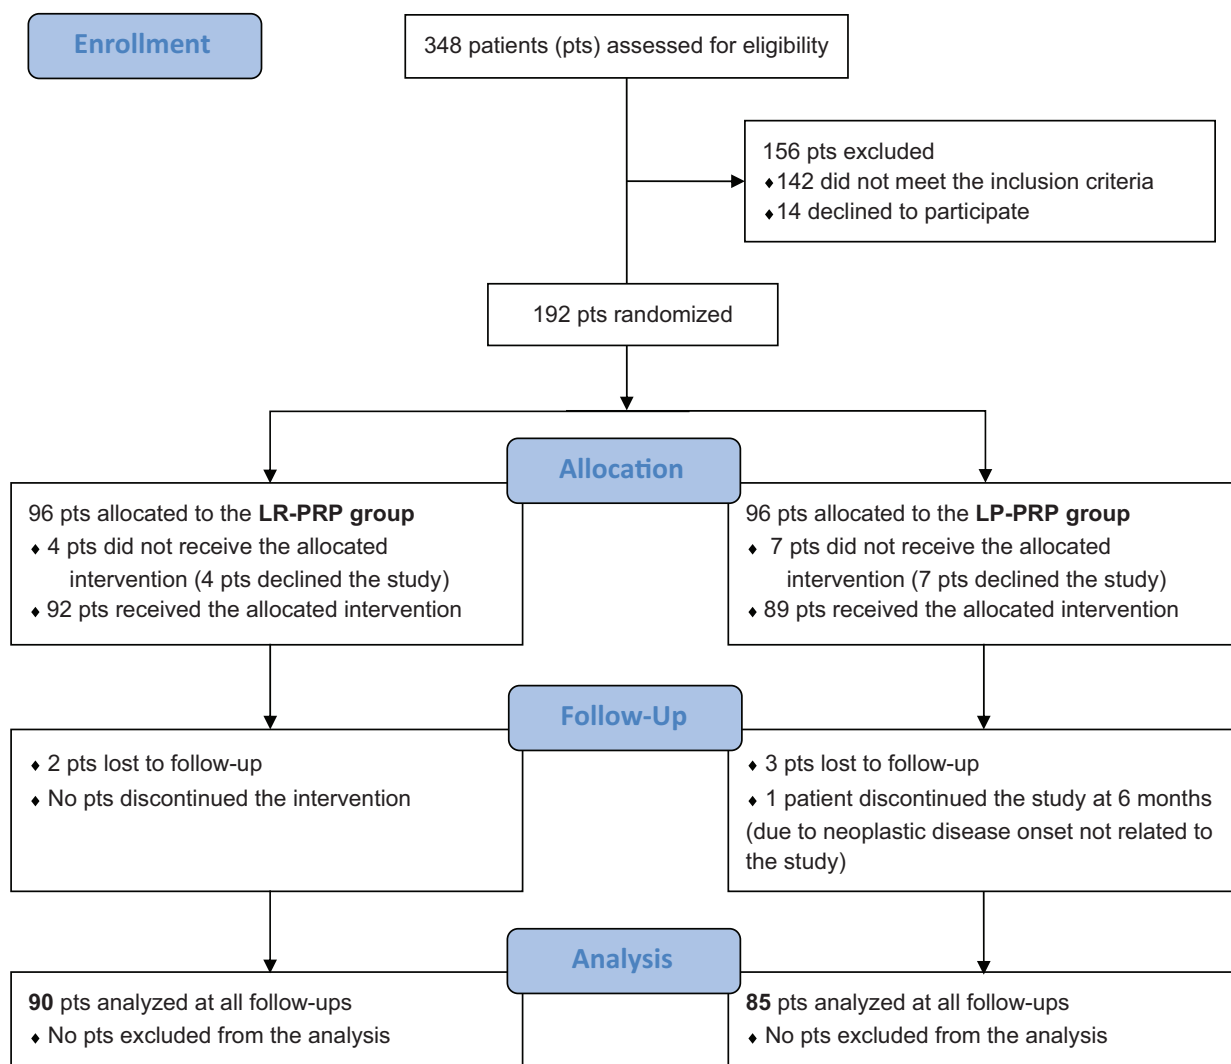 Enrollment
348 patients (pts) assessed for eligibility
156 pts excluded
♦142 did not meet the inclusion criteria
♦14 declined to participate
192 pts randomized
Allocation
96 pts allocated to the LR-PRP group
♦ 4 pts did not receive the allocated
intervention (4 pts declined the study)
♦ 92 pts received the allocated intervention
96 pts allocated to the LP-PRP group
♦ 7 pts did not receive the allocated
intervention (7 pts declined the study)
♦ 89 pts received the allocated intervention
Follow-Up
♦ 2 pts lost to follow-up
♦ No pts discontinued the intervention
♦ 3 pts lost to follow-up
♦ 1 patient discontinued the study at 6 months
(due to neoplastic disease onset not related to
the study)
Analysis
90 pts analyzed at all follow-ups
♦ No pts excluded from the analysis
85 pts analyzed at all follow-ups
♦ No pts excluded from the analysis